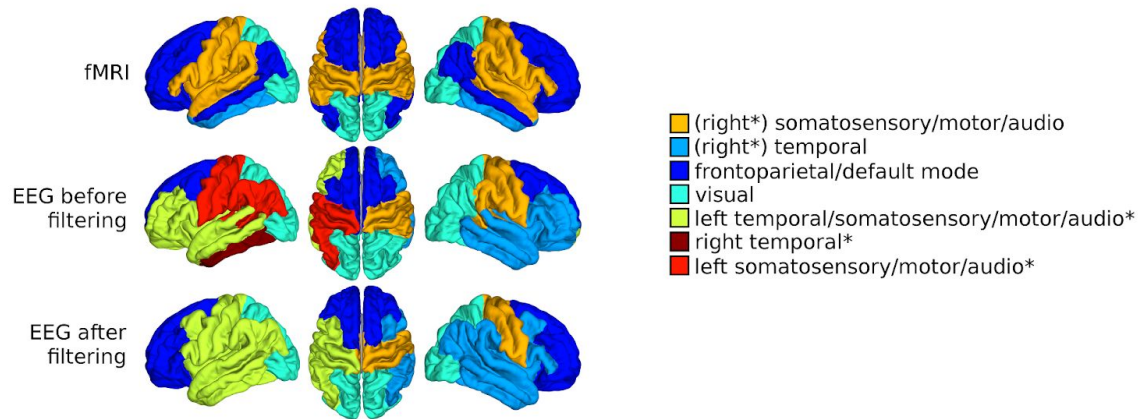 fMRI
EEG before
filtering
EEG after
filtering
(right*) somatosensory/motor/audio
(right*) temporal
frontoparietal/default mode
visual
left temporal/somatosensory/motor/audio*
right temporal*
left somatosensory/motor/audio*